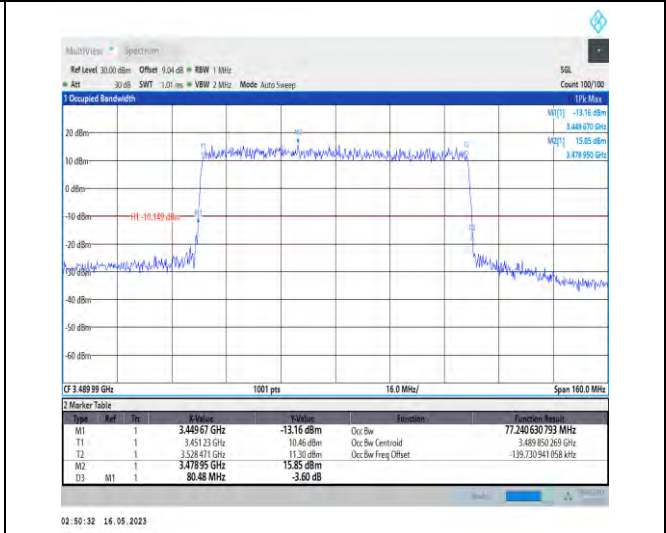 MultiView Spectrum
Ref Level 30.00 dBm Offset 9.04 dB RBW 1 MHz SGL
Att 30 dB SWT 1.01 ms VBW 2 MHz Mode Auto Sweep Count 100/100
1 Occupied Bandwidth 1Pk Max
M1[1] -13.16 dBm
3.449 670 GHz
M2[1] 15.85 dBm
3.478 950 GHz
20 dBm
M2
T1
10 dBm
0 dBm
-10 dBm H1 -10.149 dBm M1
-20 dBm D3
-30 dBm
-40 dBm
-50 dBm
-60 dBm
CF 3.489 99 GHz 1001 pts 16.0 MHz/ Span 160.0 MHz
2 Marker Table
Type Ref Trc X-Value Y-Value Function Function Result
M1 1 3.449 67 GHz -13.16 dBm Occ Bw 77.240 630 793 MHz
T1 1 3.451 23 GHz 10.46 dBm Occ Bw Centroid 3.489 850 269 GHz
T2 1 3.528 471 GHz 11.30 dBm Occ Bw Freq Offset -139.730 941 058 kHz
M2 1 3.478 95 GHz 15.85 dBm
D3 M1 1 80.48 MHz -3.60 dB
02:50:32 16.05.2023